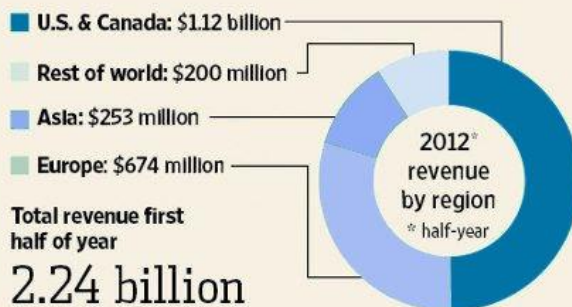 U.S. & Canada: $1.12 billion
Rest of world: $200 million
Asia: $253 million
Europe: $674 million
Total revenue first
half of year
2.24 billion
2012*
revenue
by region
* half-year